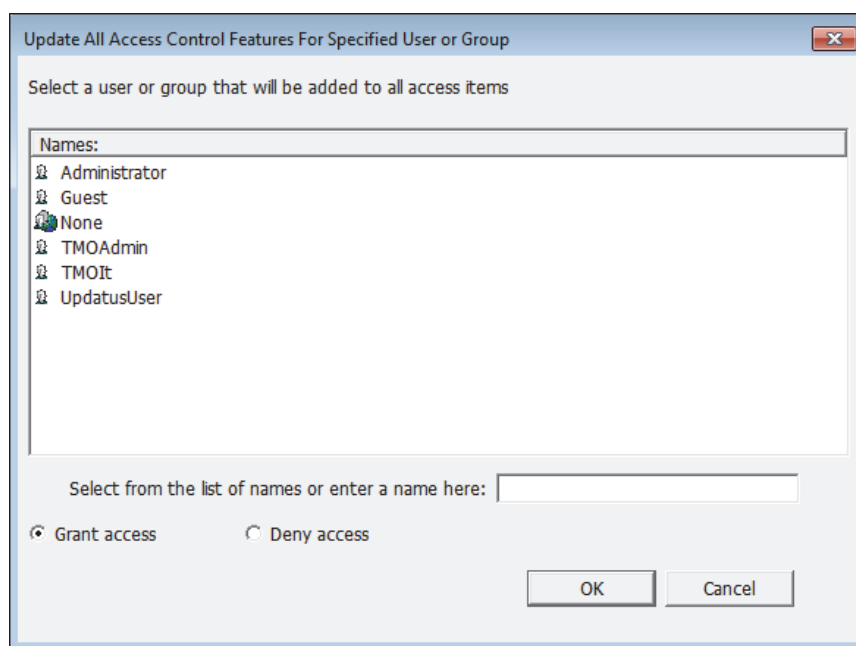 Update All Access Control Features For Specified User or Group
Select a user or group that will be added to all access items
Names:
Administrator
Guest
None
TMOAdmin
TMOIt
UpdatusUser
Select from the list of names or enter a name here:
Grant access Deny access
OK Cancel